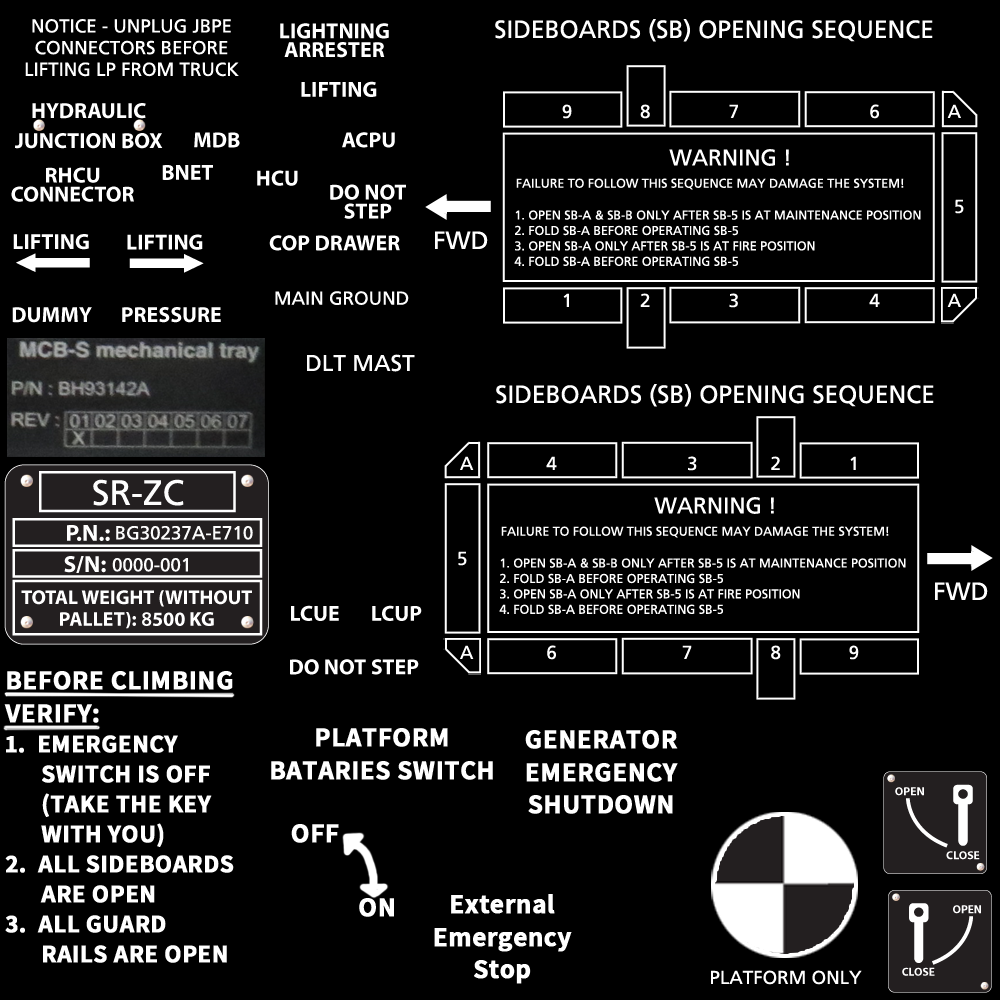 NOTICE - UNPLUG JBPE
CONNECTORS BEFORE
LIFTING LP FROM TRUCK
LIGHTNING
ARRESTER
LIFTING
HYDRAULIC
JUNCTION BOX
MDB
ACPU
RHCU
CONNECTOR
BNET
HCU
DO NOT
STEP
LIFTING
LIFTING
COP DRAWER
DUMMY
PRESSURE
MAIN GROUND
DLT MAST
MCB-S mechanical tray
P/N : BH93142A
REV : 01 02 03 04 05 06 07
X
SR-ZC
P.N.: BG30237A-E710
S/N: 0000-001
TOTAL WEIGHT (WITHOUT
PALLET): 8500 KG
SIDEBOARDS (SB) OPENING SEQUENCE
9 8 7 6 A
WARNING !
FAILURE TO FOLLOW THIS SEQUENCE MAY DAMAGE THE SYSTEM!
1. OPEN SB-A & SB-B ONLY AFTER SB-5 IS AT MAINTENANCE POSITION
2. FOLD SB-A BEFORE OPERATING SB-5
3. OPEN SB-A ONLY AFTER SB-5 IS AT FIRE POSITION
4. FOLD SB-A BEFORE OPERATING SB-5
5
FWD
1 2 3 4 A
SIDEBOARDS (SB) OPENING SEQUENCE
A 4 3 2 1
WARNING !
FAILURE TO FOLLOW THIS SEQUENCE MAY DAMAGE THE SYSTEM!
1. OPEN SB-A & SB-B ONLY AFTER SB-5 IS AT MAINTENANCE POSITION
2. FOLD SB-A BEFORE OPERATING SB-5
3. OPEN SB-A ONLY AFTER SB-5 IS AT FIRE POSITION
4. FOLD SB-A BEFORE OPERATING SB-5
5
FWD
A 6 7 8 9
LCUE
LCUP
DO NOT STEP
BEFORE CLIMBING
VERIFY:
1. EMERGENCY
SWITCH IS OFF
(TAKE THE KEY
WITH YOU)
2. ALL SIDEBOARDS
ARE OPEN
3. ALL GUARD
RAILS ARE OPEN
PLATFORM
BATARIES SWITCH
OFF
ON
GENERATOR
EMERGENCY
SHUTDOWN
External
Emergency
Stop
PLATFORM ONLY
OPEN
CLOSE
OPEN
CLOSE